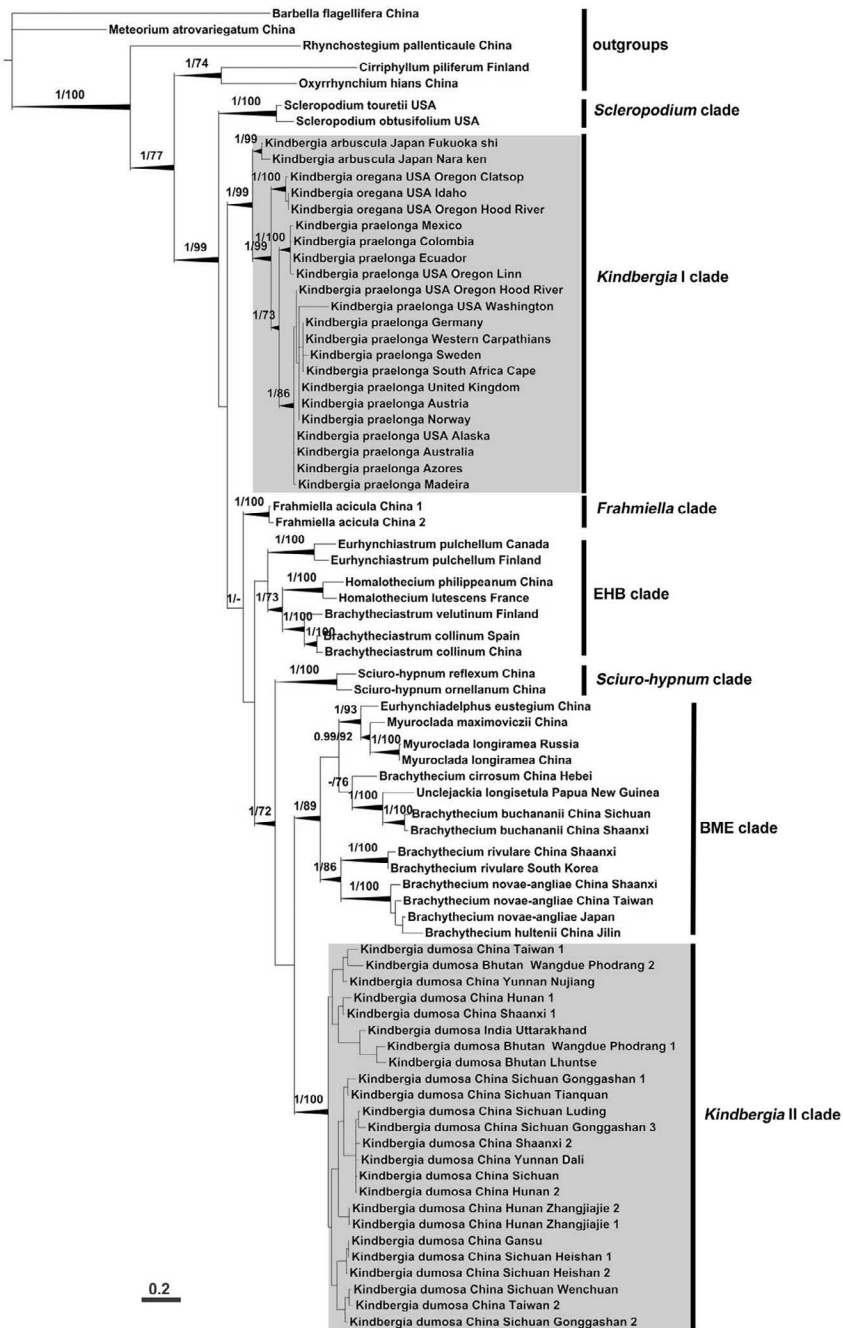 Barbella flagellifera China
Meteorium atrovariegatum China
Rhynchostegium pallenticaule China
outgroups
1/74
Cirriphyllum piliferum Finland
Oxyrrhynchium hians China
1/100
1/100
Scleropodium touretii USA
Scleropodium clade
Scleropodium obtusifolium USA
1/77
1/99
Kindbergia arbuscula Japan Fukuoka shi
Kindbergia arbuscula Japan Nara ken
1/100
Kindbergia oregana USA Oregon Clatsop
1/99
Kindbergia oregana USA Idaho
Kindbergia oregana USA Oregon Hood River
Kindbergia praelonga Mexico
1/100
Kindbergia praelonga Colombia
1/99
1/99
Kindbergia praelonga Ecuador
Kindbergia praelonga USA Oregon Linn
Kindbergia I clade
Kindbergia praelonga USA Oregon Hood River
Kindbergia praelonga USA Washington
1/73
Kindbergia praelonga Germany
Kindbergia praelonga Western Carpathians
Kindbergia praelonga Sweden
Kindbergia praelonga South Africa Cape
Kindbergia praelonga United Kingdom
1/86
Kindbergia praelonga Austria
Kindbergia praelonga Norway
Kindbergia praelonga USA Alaska
Kindbergia praelonga Australia
Kindbergia praelonga Azores
Kindbergia praelonga Madeira
1/100
Frahmiella acicula China 1
Frahmiella clade
Frahmiella acicula China 2
1/100
Eurhynchiastrum pulchellum Canada
Eurhynchiastrum pulchellum Finland
1/100
Homalothecium philippeanum China
EHB clade
1/-
1/73
Homalothecium lutescens France
1/100
Brachytheciastrum velutinum Finland
1/100
Brachytheciastrum collinum Spain
Brachytheciastrum collinum China
1/100
Sciuro-hypnum reflexum China
Sciuro-hypnum clade
Sciuro-hypnum ornellanum China
1/93
Eurhynchiadelphus eustegium China
Myuroclada maximoviczii China
0.99/92
1/100
Myuroclada longiramea Russia
Myuroclada longiramea China
-/76
Brachythecium cirrosum China Hebei
1/100
Unclejackia longisetula Papua New Guinea
1/72
1/89
1/100
Brachythecium buchananii China Sichuan
BME clade
Brachythecium buchananii China Shaanxi
1/100
Brachythecium rivulare China Shaanxi
1/86
Brachythecium rivulare South Korea
1/100
Brachythecium novae-angliae China Shaanxi
Brachythecium novae-angliae China Taiwan
Brachythecium novae-angliae Japan
Brachythecium hultenii China Jilin
Kindbergia dumosa China Taiwan 1
Kindbergia dumosa Bhutan Wangdue Phodrang 2
Kindbergia dumosa China Yunnan Nujiang
Kindbergia dumosa China Hunan 1
Kindbergia dumosa China Shaanxi 1
Kindbergia dumosa India Uttarakhand
Kindbergia dumosa Bhutan Wangdue Phodrang 1
Kindbergia dumosa Bhutan Lhuntse
Kindbergia dumosa China Sichuan Gonggashan 1
Kindbergia dumosa China Sichuan Tianquan
Kindbergia dumosa China Sichuan Luding
1/100
Kindbergia II clade
Kindbergia dumosa China Sichuan Gonggashan 3
Kindbergia dumosa China Shaanxi 2
Kindbergia dumosa China Yunnan Dali
Kindbergia dumosa China Sichuan
Kindbergia dumosa China Hunan 2
Kindbergia dumosa China Hunan Zhangjiajie 2
Kindbergia dumosa China Hunan Zhangjiajie 1
Kindbergia dumosa China Gansu
Kindbergia dumosa China Sichuan Heishan 1
Kindbergia dumosa China Sichuan Heishan 2
0.2
Kindbergia dumosa China Sichuan Wenchuan
Kindbergia dumosa China Taiwan 2
Kindbergia dumosa China Sichuan Gonggashan 2